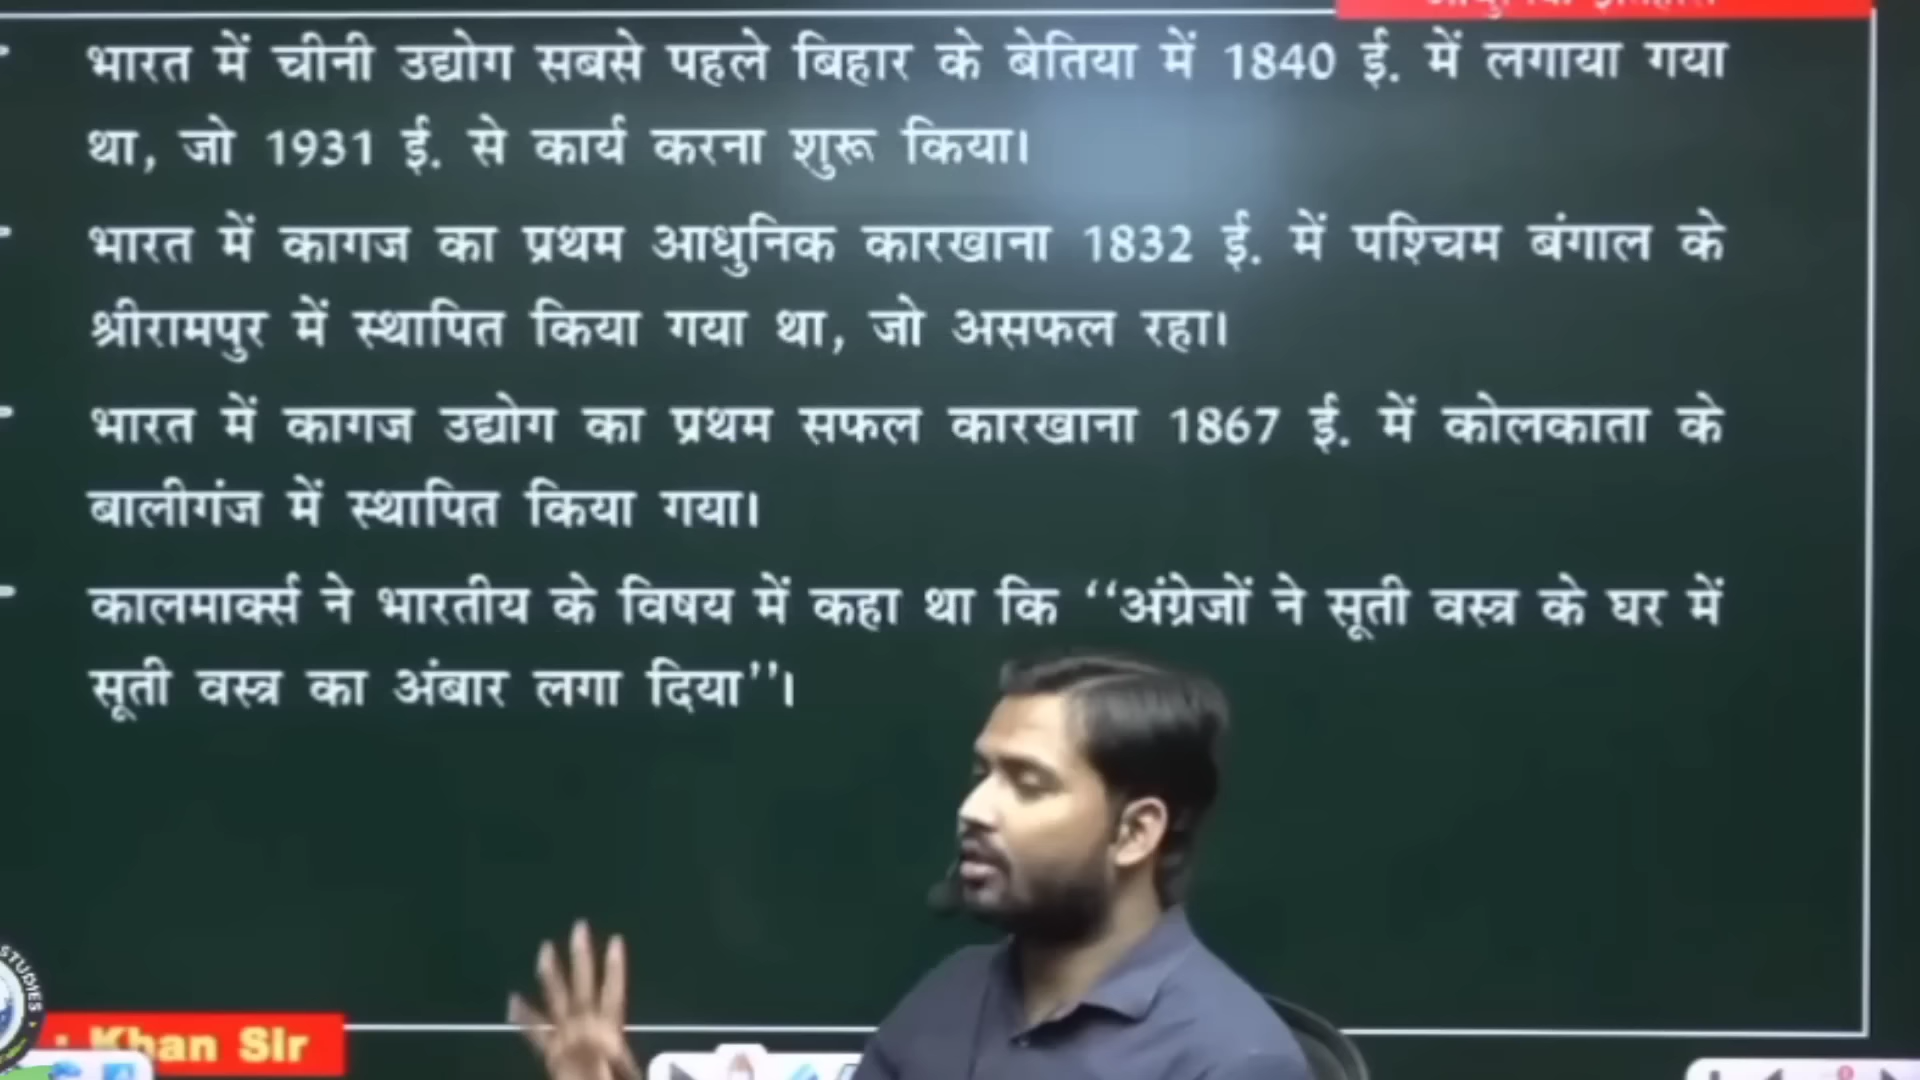 भारत में चीनी उद्योग सबसे पहले बिहार के बेतिया में 1840 ई. में लगाया गया
था, जो 1931 ई. से कार्य करना शुरू किया।
भारत में कागज का प्रथम आधुनिक कारखाना 1832 ई. में पश्चिम बंगाल के
श्रीरामपुर में स्थापित किया गया था, जो असफल रहा।
भारत में कागज उद्योग का प्रथम सफल कारखाना 1867 ई. में कोलकाता के
बालीगंज में स्थापित किया गया।
कालमार्क्स ने भारतीय के विषय में कहा था कि ‘‘अंग्रेजों ने सूती वस्त्र के घर में
सूती वस्त्र का अंबार लगा दिया’’।
STUDIES
: Khan Sir